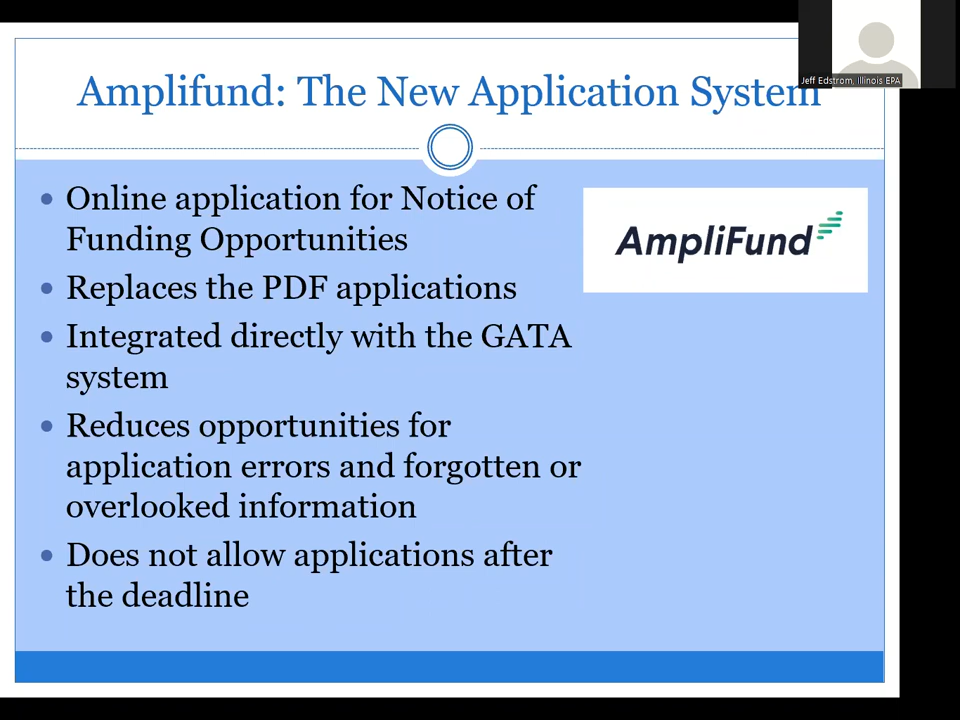 Jeff Edstrom, Illinois EPA
Amplifund: The New Application System
• Online application for Notice of
Funding Opportunities
• Replaces the PDF applications
• Integrated directly with the GATA
system
• Reduces opportunities for
application errors and forgotten or
overlooked information
• Does not allow applications after
the deadline
AmpliFund